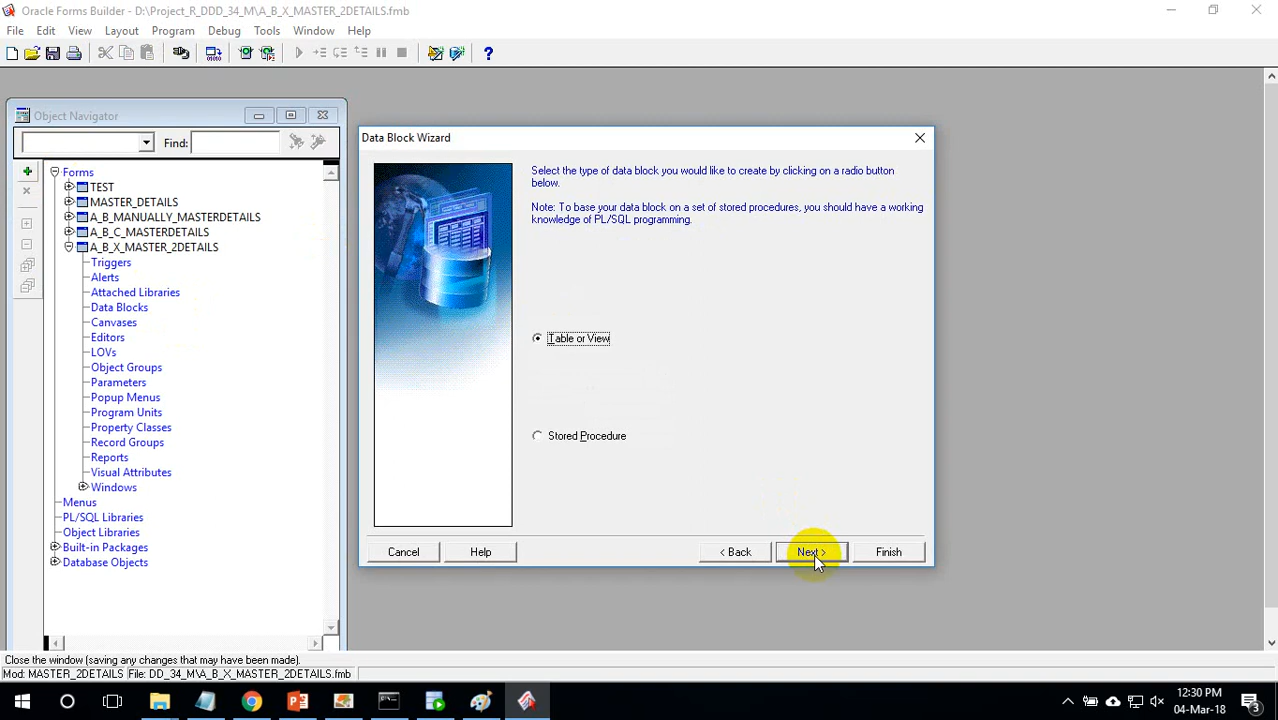 Oracle Forms Builder - D:\Project_R_DDD_34_M\A_B_X_MASTER_2DETAILS.fmb
File Edit View Layout Program Debug Tools Window Help
Object Navigator
Find:
Forms
TEST
MASTER_DETAILS
A_B_MANUALLY_MASTERDETAILS
A_B_C_MASTERDETAILS
A_B_X_MASTER_2DETAILS
Triggers
Alerts
Attached Libraries
Data Blocks
Canvases
Editors
LOVs
Object Groups
Parameters
Popup Menus
Program Units
Property Classes
Record Groups
Reports
Visual Attributes
Windows
Menus
PL/SQL Libraries
Object Libraries
Built-in Packages
Database Objects
Data Block Wizard
Select the type of data block you would like to create by clicking on a radio button
below.
Note: To base your data block on a set of stored procedures, you should have a working
knowledge of PL/SQL programming.
Table or View
Stored Procedure
Cancel Help < Back Next > Finish
Close the window (saving any changes that may have been made).
Mod: MASTER_2DETAILS File: DD_34_M\A_B_X_MASTER_2DETAILS.fmb
12:30 PM
04-Mar-18
3